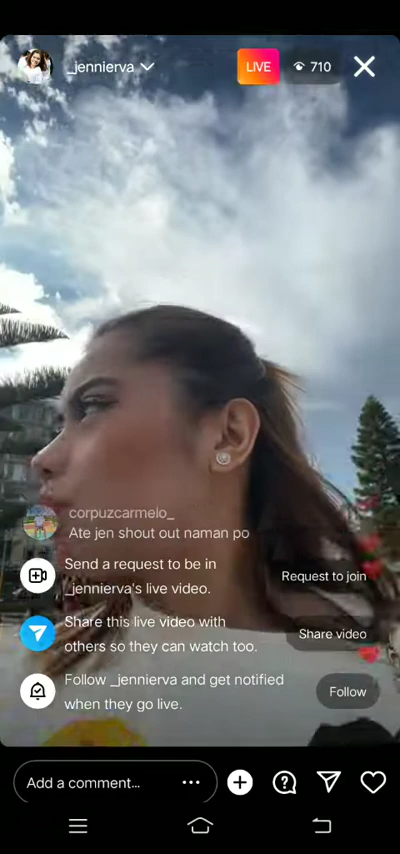 _jennierva
LIVE
710
corpuzcarmelo_
Ate jen shout out naman po
Send a request to be in
_jennierva's live video.
Request to join
Share this live video with
others so they can watch too.
Share video
Follow _jennierva and get notified
when they go live.
Follow
Add a comment...